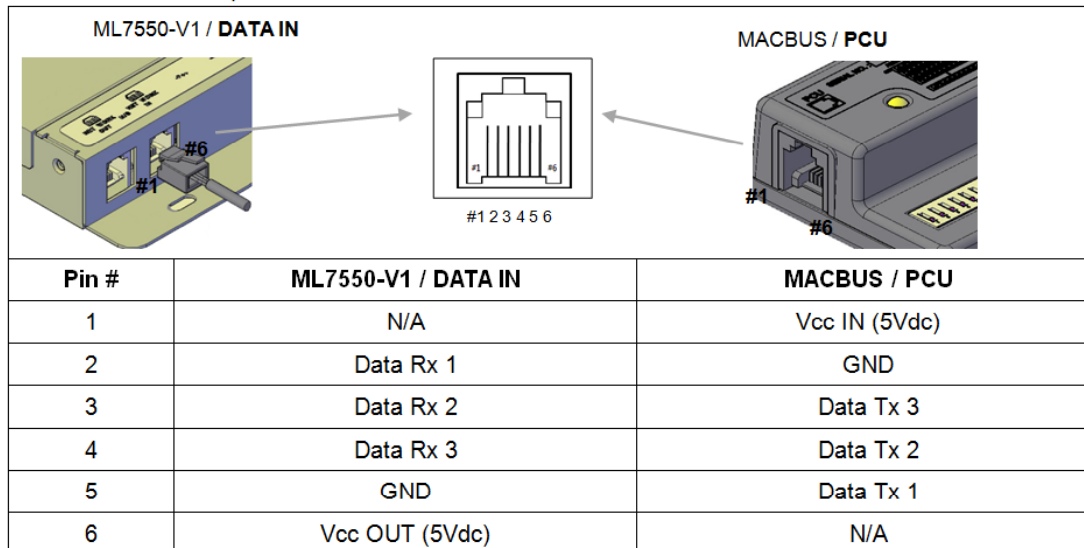 ML7550-V1 / DATA IN
MACBUS / PCU
PCU
#6
#1
#1
#6
#1 2 3 4 5 6
#1
#6
Pin # ML7550-V1 / DATA IN MACBUS / PCU
1 N/A Vcc IN (5Vdc)
2 Data Rx 1 GND
3 Data Rx 2 Data Tx 3
4 Data Rx 3 Data Tx 2
5 GND Data Tx 1
6 Vcc OUT (5Vdc) N/A